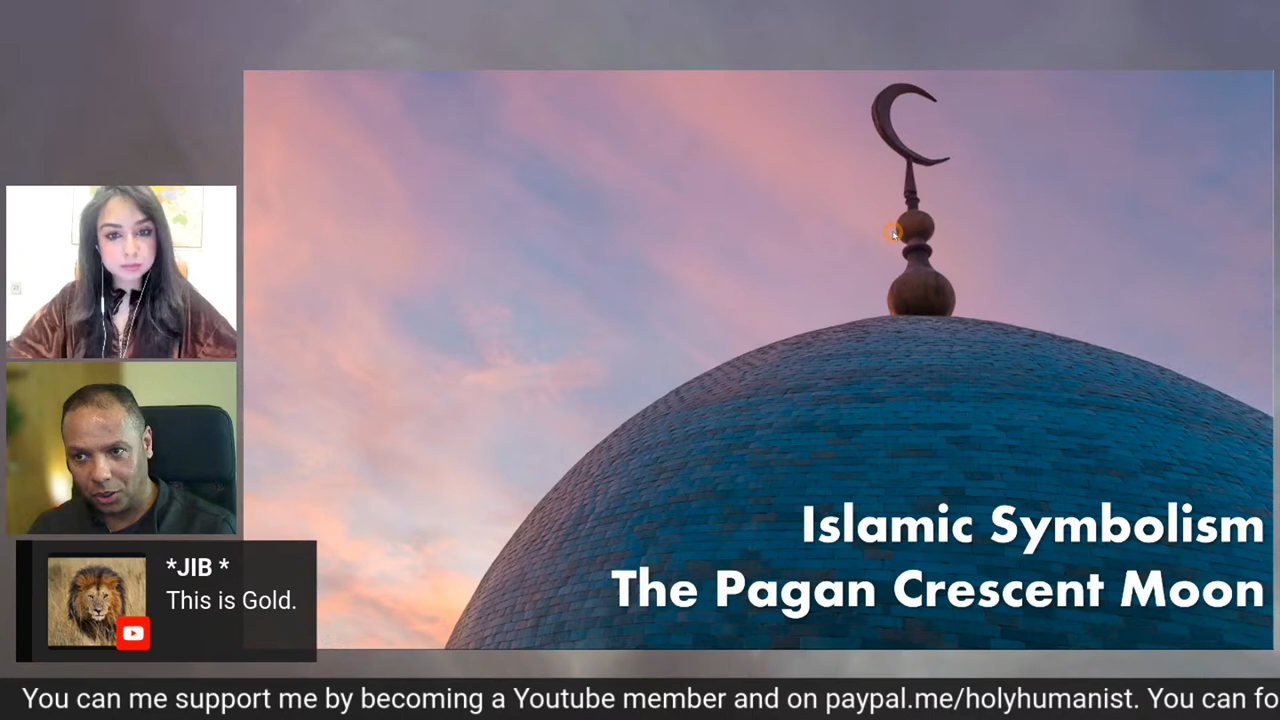 Islamic Symbolism
The Pagan Crescent Moon
*JIB *
This is Gold.
You can me support me by becoming a Youtube member and on paypal.me/holyhumanist. You can fo